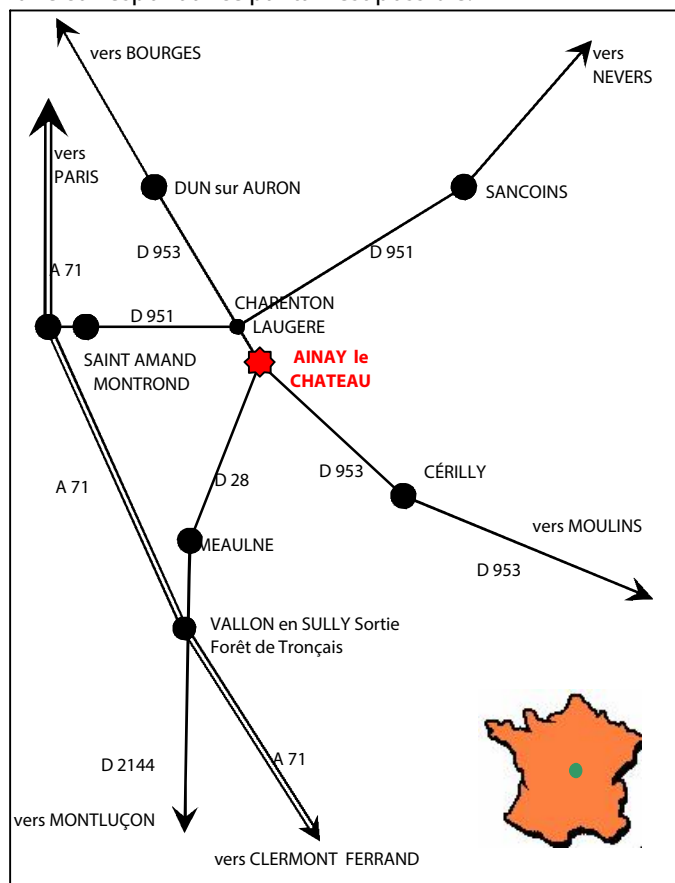 vers BOURGES
vers
NEVERS
vers
PARIS
DUN sur AURON
SANCOINS
D 953
D 951
A 71
D 951
CHARENTON
LAUGERE
SAINT AMAND
MONTROND
AINAY le
CHATEAU
A 71
D 28
D 953
CÉRILLY
vers MOULINS
MEAULNE
D 953
VALLON en SULLY Sortie
Forêt de Tronçais
D 2144
A 71
vers MONTLUÇON
vers CLERMONT FERRAND